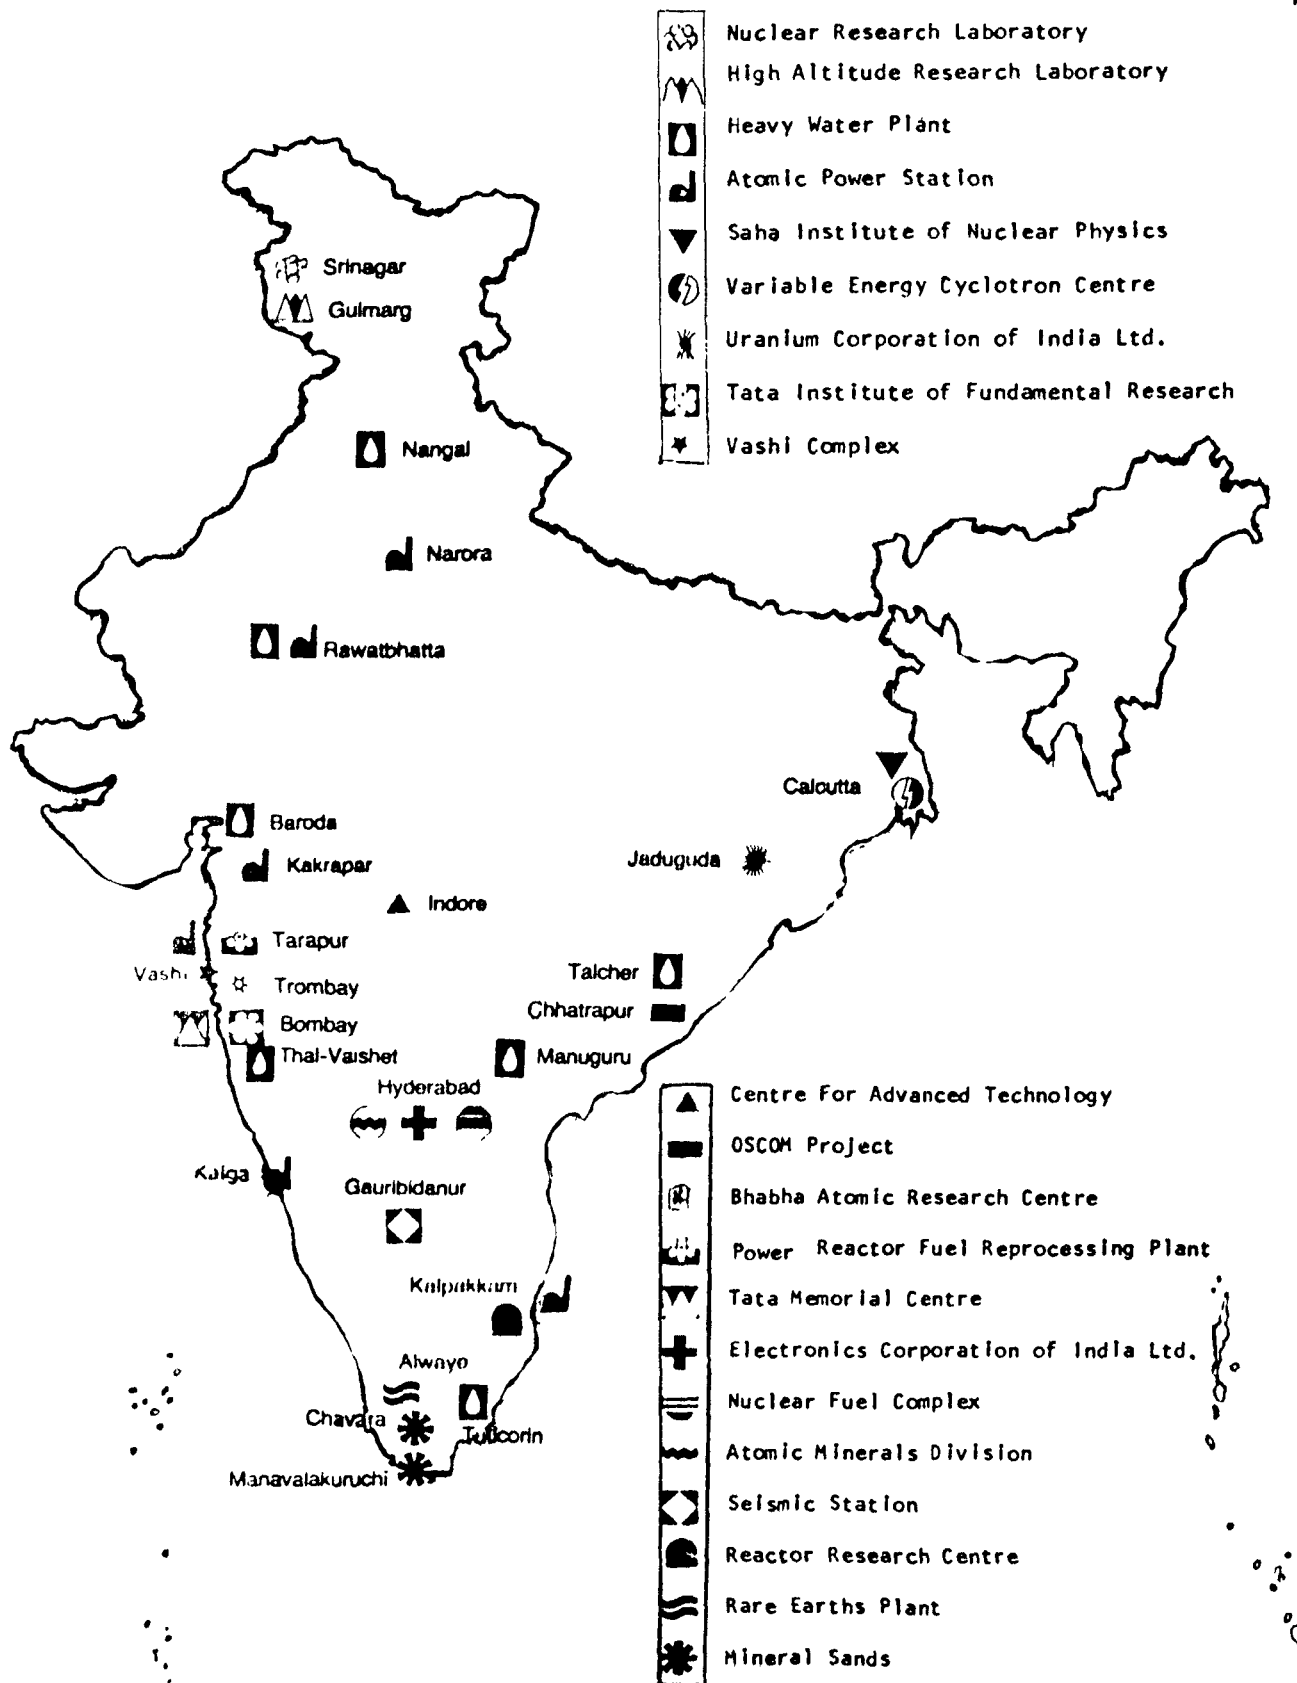 Nuclear Research Laboratory
High Altitude Research Laboratory
Heavy Water Plant
Atomic Power Station
Saha Institute of Nuclear Physics
Variable Energy Cyclotron Centre
Uranium Corporation of India Ltd.
Tata Institute of Fundamental Research
Vashi Complex
Srinagar
Gulmarg
Nangal
Narora
Rawatbhatta
Calcutta
Baroda
Jaduguda
Kakrapar
Indore
Tarapur
Vashi
Trombay
Talcher
Chhatrapur
Bombay
Thal-Vaishet
Manuguru
Hyderabad
Kaiga
Gauribidanur
Kalpakkam
Alwaye
Chavara
Tuticorin
Manavalakuruchi
Centre For Advanced Technology
OSCOM Project
Bhabha Atomic Research Centre
Power Reactor Fuel Reprocessing Plant
Tata Memorial Centre
Electronics Corporation of India Ltd.
Nuclear Fuel Complex
Atomic Minerals Division
Seismic Station
Reactor Research Centre
Rare Earths Plant
Mineral Sands